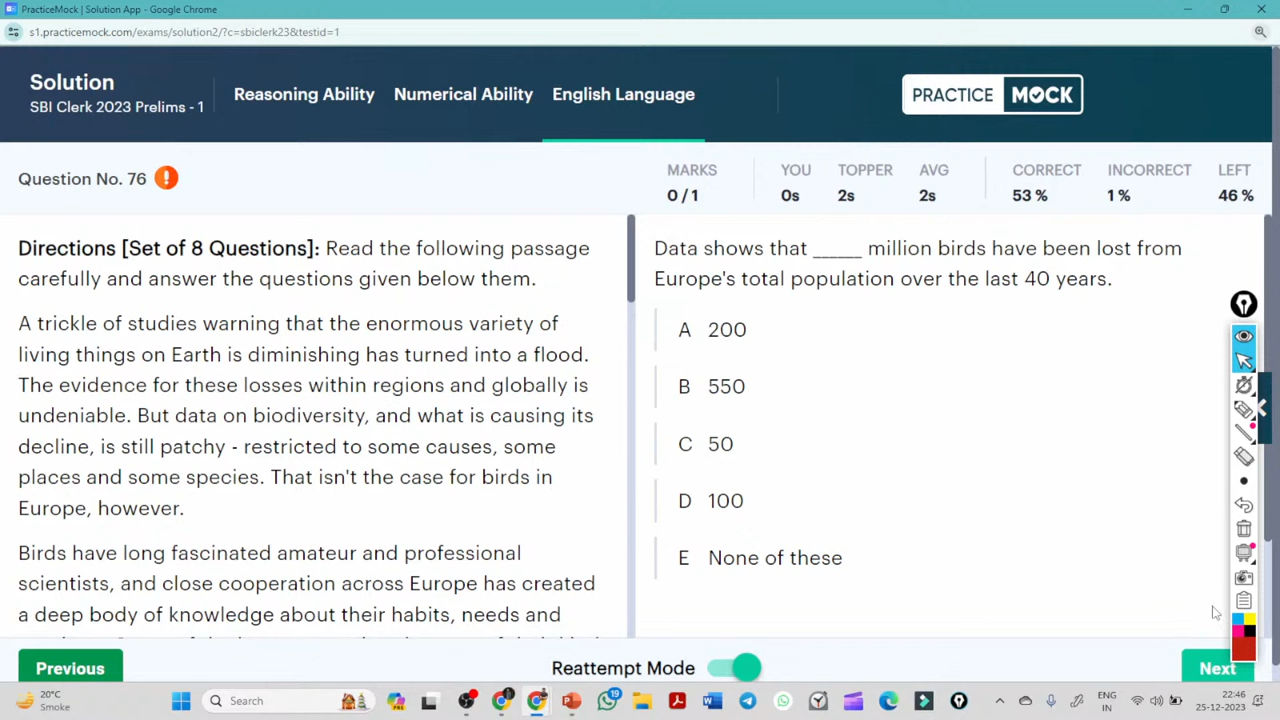 PracticeMock | Solution App - Google Chrome
s1.practicemock.com/exams/solution2/?c=sbiclerk23&testid=1
Solution
SBI Clerk 2023 Prelims - 1
Reasoning Ability
Numerical Ability
English Language
PRACTICE MOCK
Question No. 76
MARKS
0 / 1
YOU
0s
TOPPER
2s
AVG
2s
CORRECT
53 %
INCORRECT
1 %
LEFT
46 %
Directions [Set of 8 Questions]: Read the following passage
carefully and answer the questions given below them.
A trickle of studies warning that the enormous variety of
living things on Earth is diminishing has turned into a flood.
The evidence for these losses within regions and globally is
undeniable. But data on biodiversity, and what is causing its
decline, is still patchy - restricted to some causes, some
places and some species. That isn't the case for birds in
Europe, however.
Birds have long fascinated amateur and professional
scientists, and close cooperation across Europe has created
a deep body of knowledge about their habits, needs and
Data shows that ______ million birds have been lost from
Europe's total population over the last 40 years.
A 200
B 550
C 50
D 100
E None of these
Previous
Reattempt Mode
Next
20°C
Smoke
Search
19
ENG
IN
22:46
25-12-2023